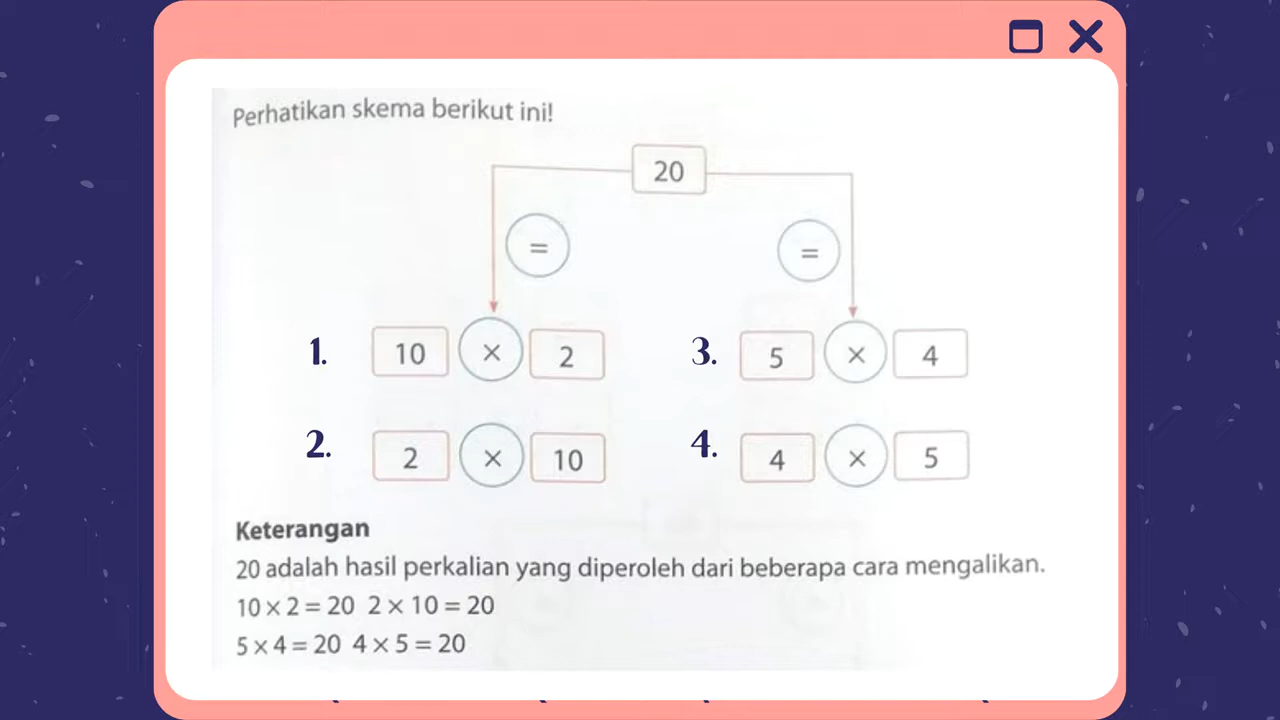 Perhatikan skema berikut ini!
20
= =
1. 10 × 2 3. 5 × 4
2. 2 × 10 4. 4 × 5
Keterangan
20 adalah hasil perkalian yang diperoleh dari beberapa cara mengalikan.
10 × 2 = 20 2 × 10 = 20
5 × 4 = 20 4 × 5 = 20